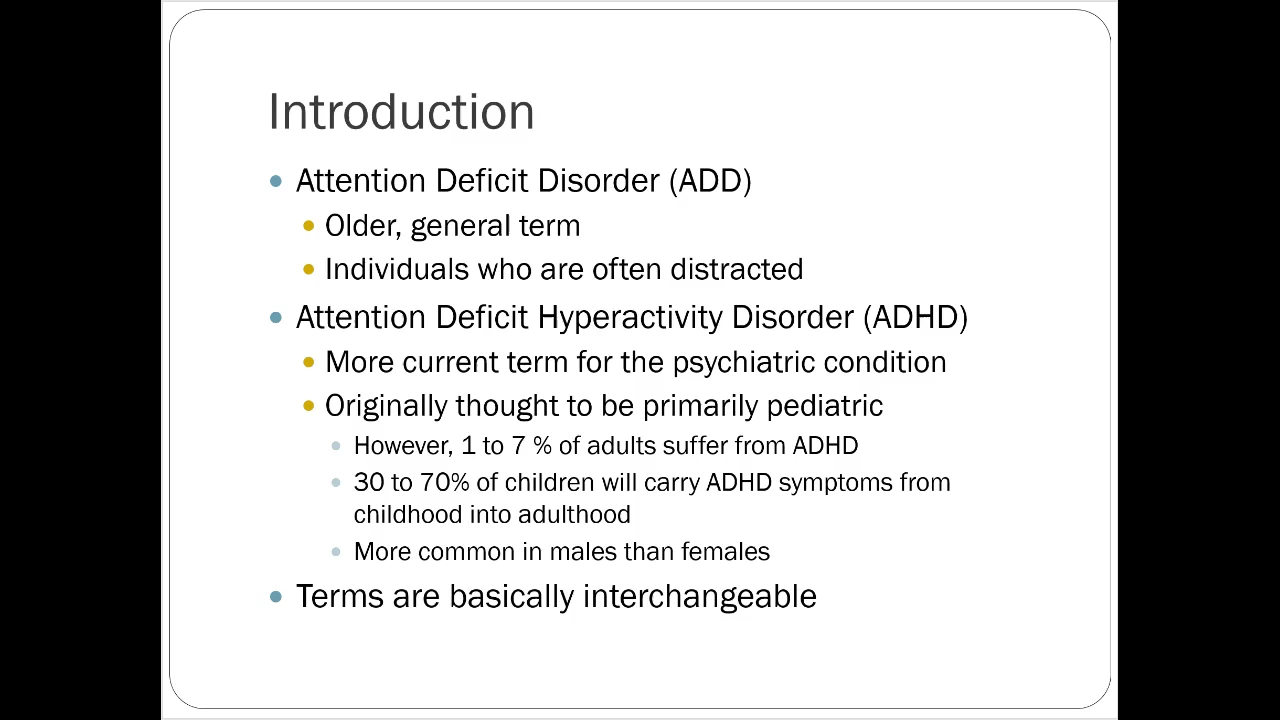 Introduction
• Attention Deficit Disorder (ADD)
• Older, general term
• Individuals who are often distracted
• Attention Deficit Hyperactivity Disorder (ADHD)
• More current term for the psychiatric condition
• Originally thought to be primarily pediatric
• However, 1 to 7 % of adults suffer from ADHD
• 30 to 70% of children will carry ADHD symptoms from
childhood into adulthood
• More common in males than females
• Terms are basically interchangeable